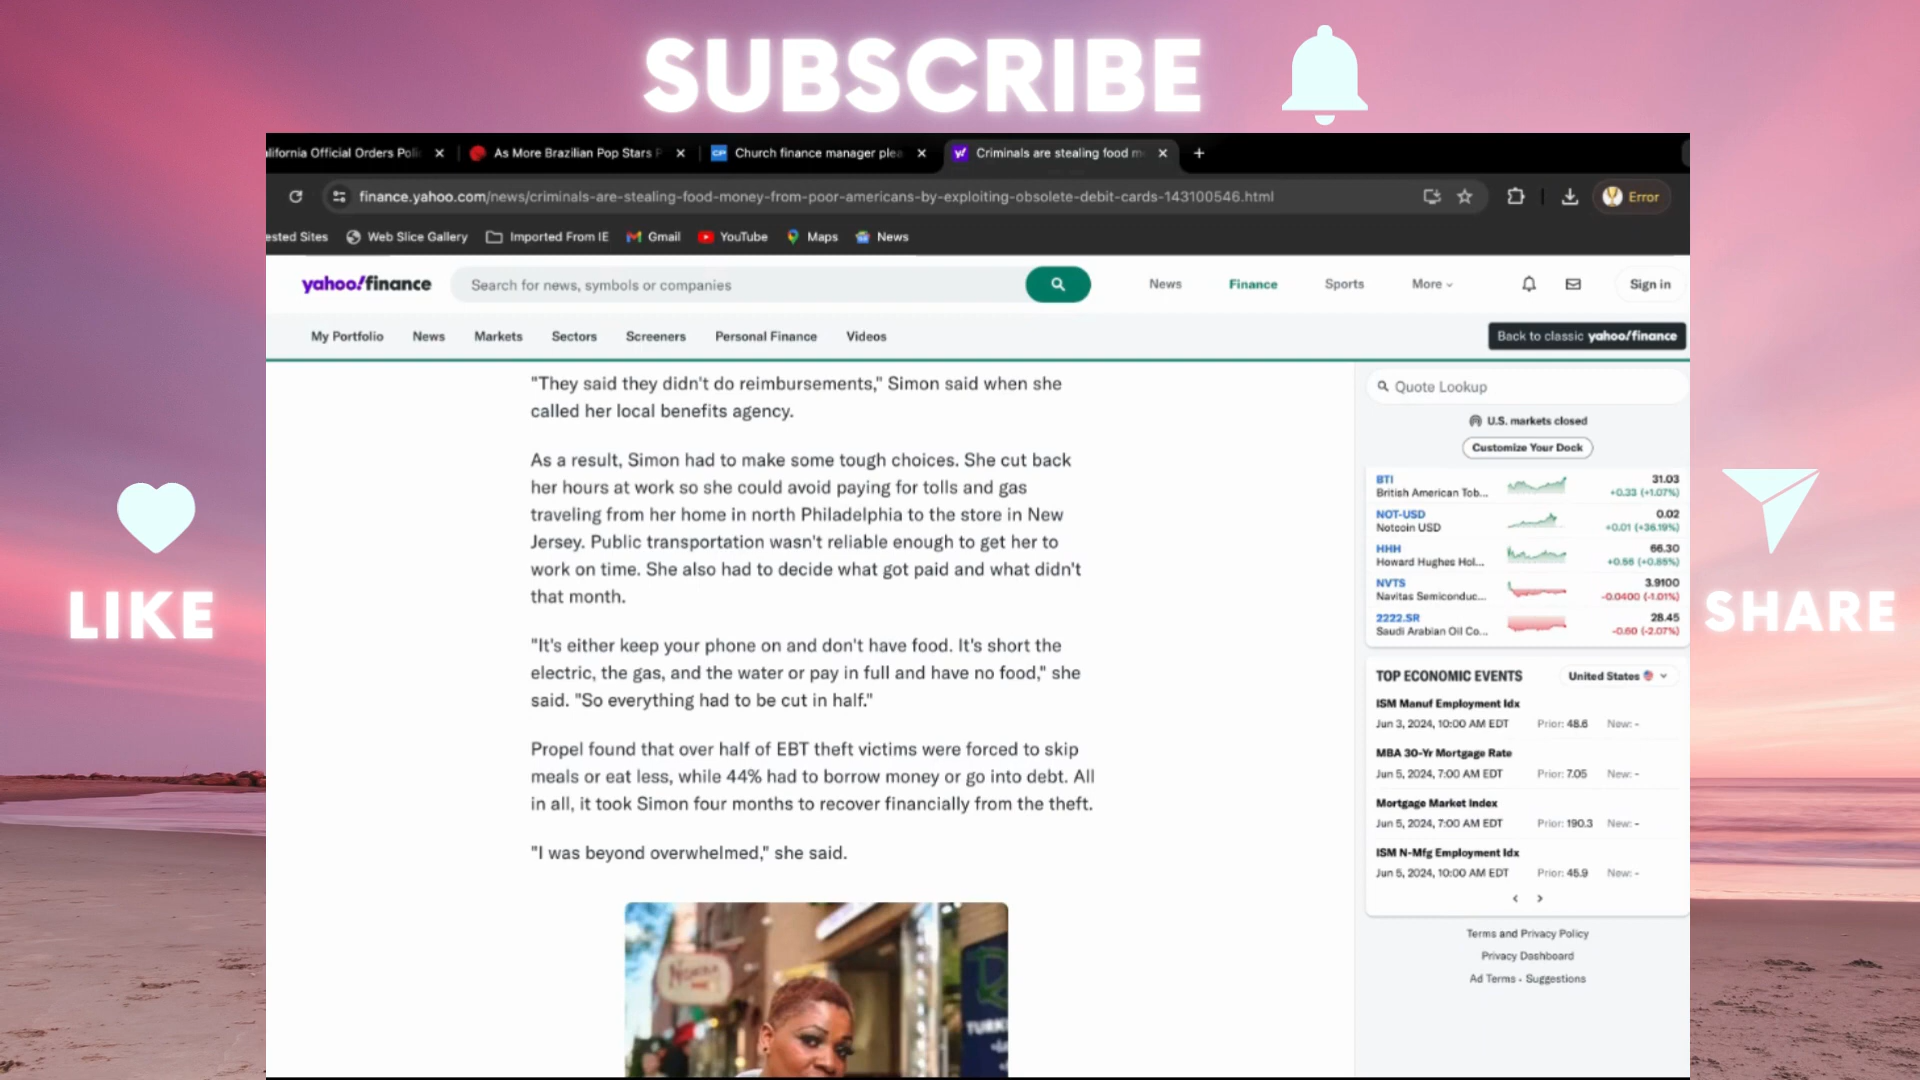 SUBSCRIBE
lifornia Official Orders Poli
As More Brazilian Pop Stars P
Church finance manager plea
Criminals are stealing food m
finance.yahoo.com/news/criminals-are-stealing-food-money-from-poor-americans-by-exploiting-obsolete-debit-cards-143100546.html
Error
ested Sites
Web Slice Gallery
Imported From IE
Gmail
YouTube
Maps
News
yahoo!finance
Search for news, symbols or companies
News
Finance
Sports
More
Sign in
My Portfolio
News
Markets
Sectors
Screeners
Personal Finance
Videos
Back to classic yahoo/finance
"They said they didn't do reimbursements," Simon said when she
called her local benefits agency.
As a result, Simon had to make some tough choices. She cut back
her hours at work so she could avoid paying for tolls and gas
traveling from her home in north Philadelphia to the store in New
Jersey. Public transportation wasn't reliable enough to get her to
work on time. She also had to decide what got paid and what didn't
that month.
"It's either keep your phone on and don't have food. It's short the
electric, the gas, and the water or pay in full and have no food," she
said. "So everything had to be cut in half."
Propel found that over half of EBT theft victims were forced to skip
meals or eat less, while 44% had to borrow money or go into debt. All
in all, it took Simon four months to recover financially from the theft.
"I was beyond overwhelmed," she said.
Quote Lookup
U.S. markets closed
Customize Your Dock
BTI 31.03
British American Tob... +0.33 (+1.07%)
NOT-USD 0.02
Notcoin USD +0.01 (+36.19%)
HHH 66.30
Howard Hughes Hol... +0.56 (+0.85%)
NVTS 3.9100
Navitas Semiconduc... -0.0400 (-1.01%)
2222.SR 28.45
Saudi Arabian Oil Co... -0.60 (-2.07%)
TOP ECONOMIC EVENTS
United States
ISM Manuf Employment Idx
Jun 3, 2024, 10:00 AM EDT Prior: 48.6 New: -
MBA 30-Yr Mortgage Rate
Jun 5, 2024, 7:00 AM EDT Prior: 7.05 New: -
Mortgage Market Index
Jun 5, 2024, 7:00 AM EDT Prior: 190.3 New: -
ISM N-Mfg Employment Idx
Jun 5, 2024, 10:00 AM EDT Prior: 45.9 New: -
Terms and Privacy Policy
Privacy Dashboard
Ad Terms • Suggestions
LIKE
SHARE